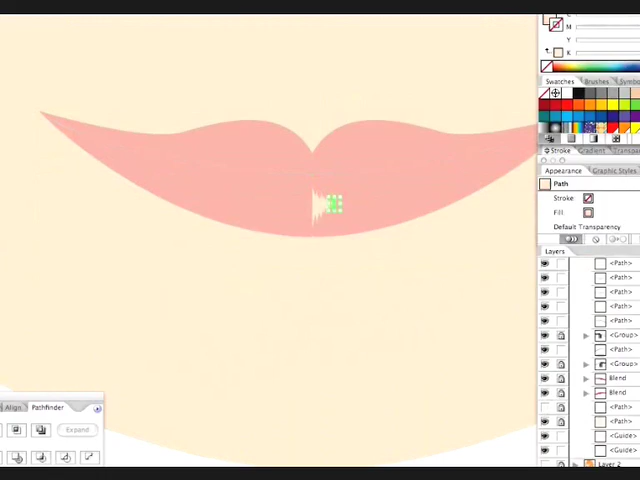 C
M
Y
K
Swatches Brushes Symbo
Stroke Gradient Transpare
Appearance Graphic Styles
Path
Stroke:
Fill:
Default Transparency
Layers
<Path>
<Path>
<Path>
<Path>
<Path>
<Group>
<Path>
<Group>
Blend
Blend
<Path>
<Path>
<Guide>
<Guide>
Layer 2
Align Pathfinder
Expand